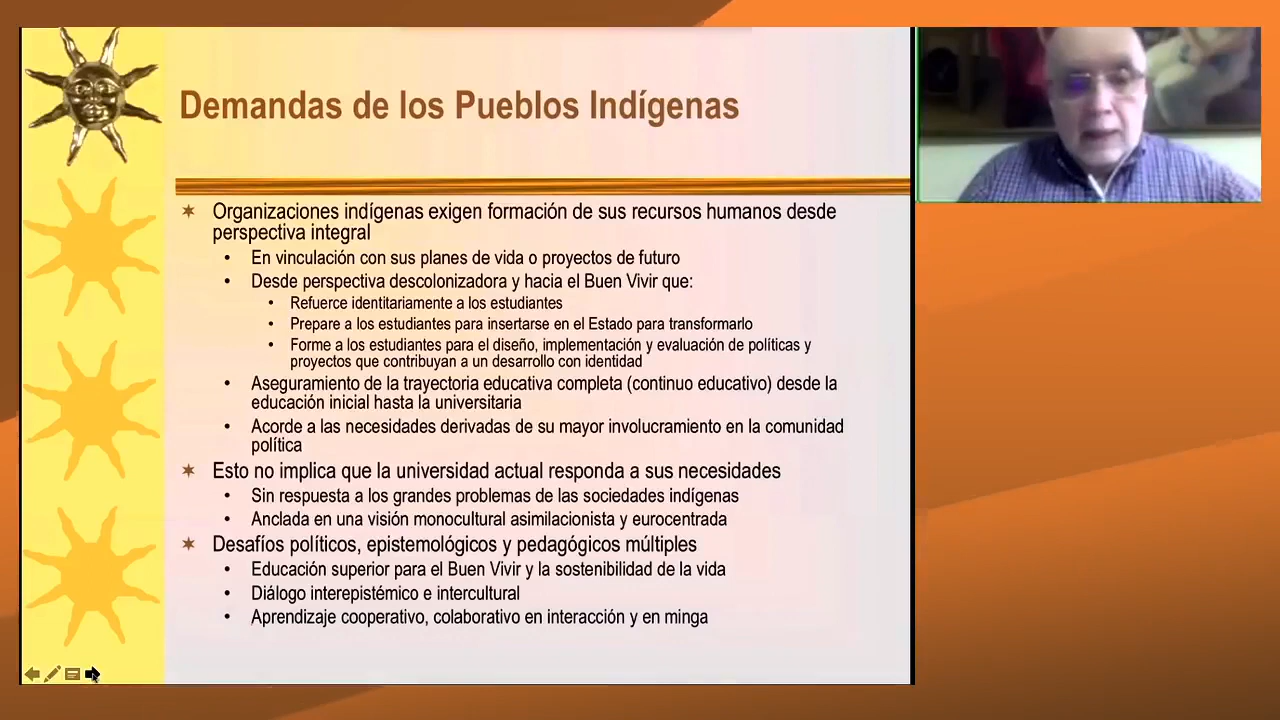 Demandas de los Pueblos Indígenas
Organizaciones indígenas exigen formación de sus recursos humanos desde
perspectiva integral
En vinculación con sus planes de vida o proyectos de futuro
Desde perspectiva descolonizadora y hacia el Buen Vivir que:
Refuerce identitariamente a los estudiantes
Prepare a los estudiantes para insertarse en el Estado para transformarlo
Forme a los estudiantes para el diseño, implementación y evaluación de políticas y
proyectos que contribuyan a un desarrollo con identidad
Aseguramiento de la trayectoria educativa completa (continuo educativo) desde la
educación inicial hasta la universitaria
Acorde a las necesidades derivadas de su mayor involucramiento en la comunidad
política
Esto no implica que la universidad actual responda a sus necesidades
Sin respuesta a los grandes problemas de las sociedades indígenas
Anclada en una visión monocultural asimilacionista y eurocentrada
Desafíos políticos, epistemológicos y pedagógicos múltiples
Educación superior para el Buen Vivir y la sostenibilidad de la vida
Diálogo interepistémico e intercultural
Aprendizaje cooperativo, colaborativo en interacción y en minga